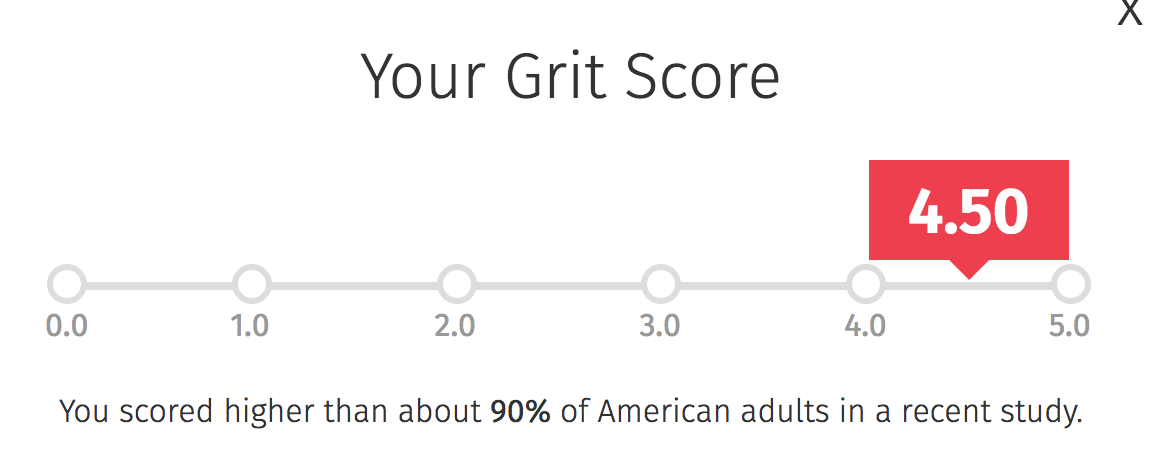 X
Your Grit Score
4.50
0.0 1.0 2.0 3.0 4.0 5.0
You scored higher than about 90% of American adults in a recent study.